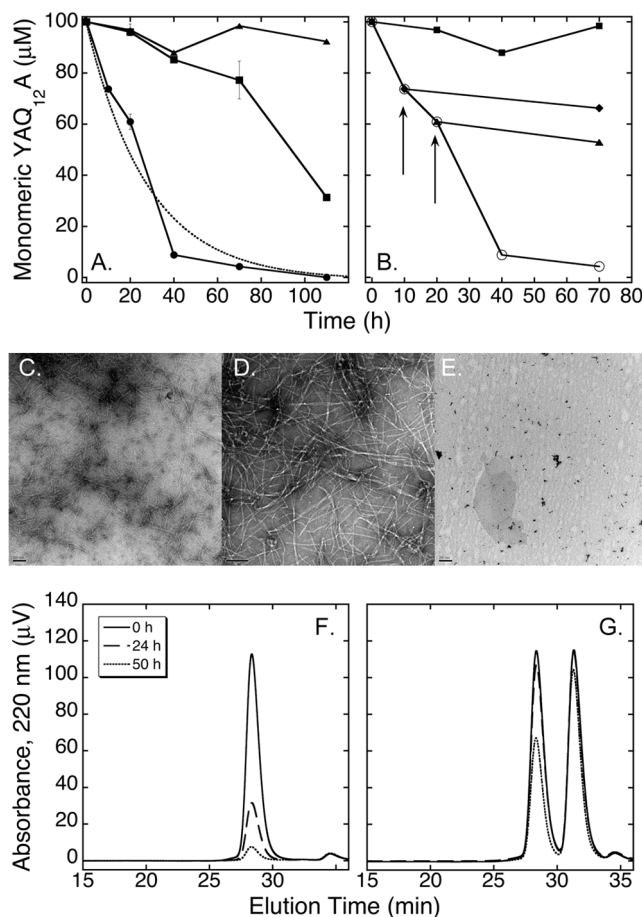 Monomeric YAQ12 A (μM)
100
80
60
40
20
0
A.
B.
0 20 40 60 80 100
0 10 20 30 40 50 60 70 80
Time (h)
C.
D.
E.
Absorbance, 220 nm (μV)
140
120
100
80
60
40
20
0
0 h
24 h
50 h
F.
G.
15 20 25 30
15 20 25 30 35
Elution Time (min)